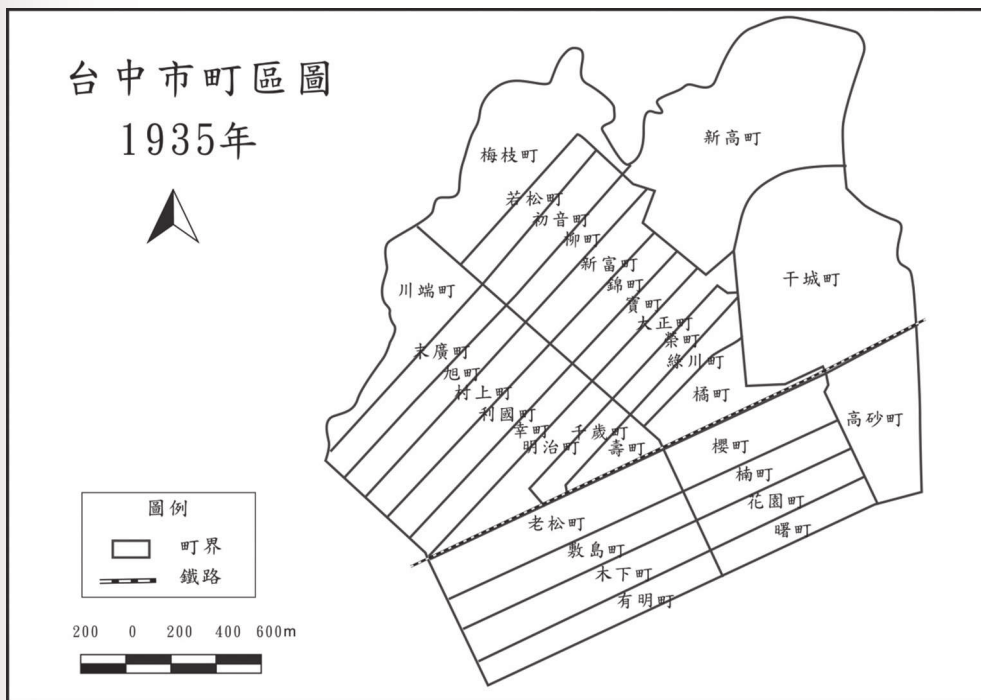 台中市町區圖
1935年
梅枝町
新高町
若松町
初音町
柳町
新富町
干城町
川端町
錦町
寶町
大正町
榮町
末廣町
綠川町
旭町
村上町
橘町
利國町
高砂町
幸町
千歲町
明治町
壽町
櫻町
楠町
花園町
老松町
曙町
敷島町
木下町
有明町
圖例
町界
鐵路
200 0 200 400 600m